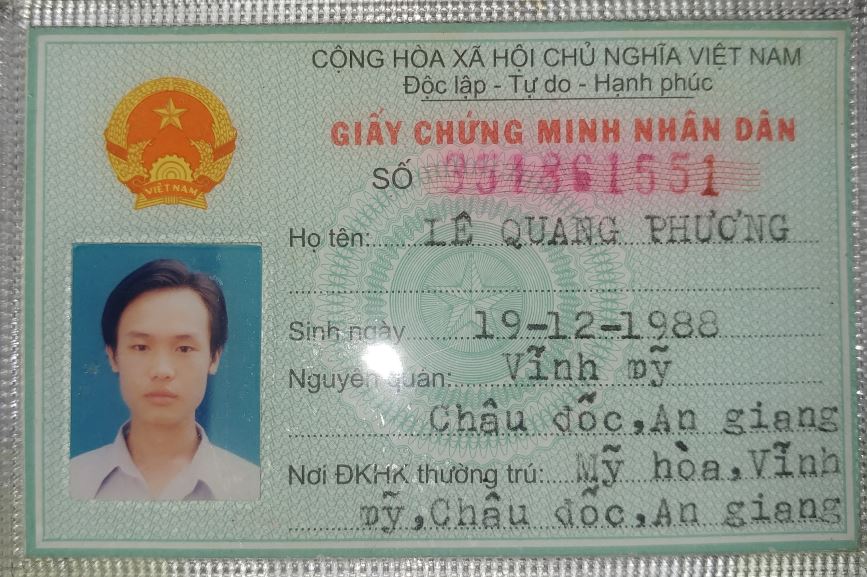 CỘNG HÒA XÃ HỘI CHỦ NGHĨA VIỆT NAM
Độc lập - Tự do - Hạnh phúc
GIẤY CHỨNG MINH NHÂN DÂN
SỐ 351861551
VIỆT NAM
Họ tên: LÊ QUANG PHƯƠNG
Sinh ngày 19-12-1988
Nguyên quán: Vĩnh mỹ
Châu đốc, An giang
Nơi ĐKHK thường trú: Mỹ hòa, Vĩnh
mỹ, Châu đốc, An giang